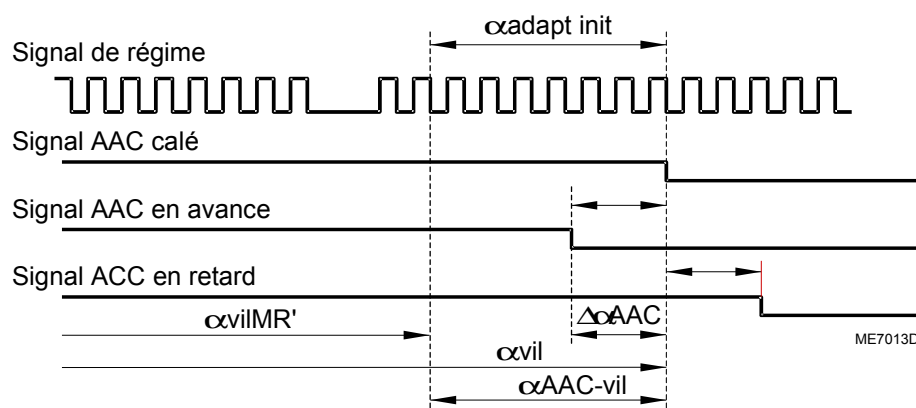 αadapt init
Signal de régime
Signal AAC calé
Signal AAC en avance
Signal ACC en retard
αvilMR'
ΔαAAC
ME7013D
αvil
αAAC-vil